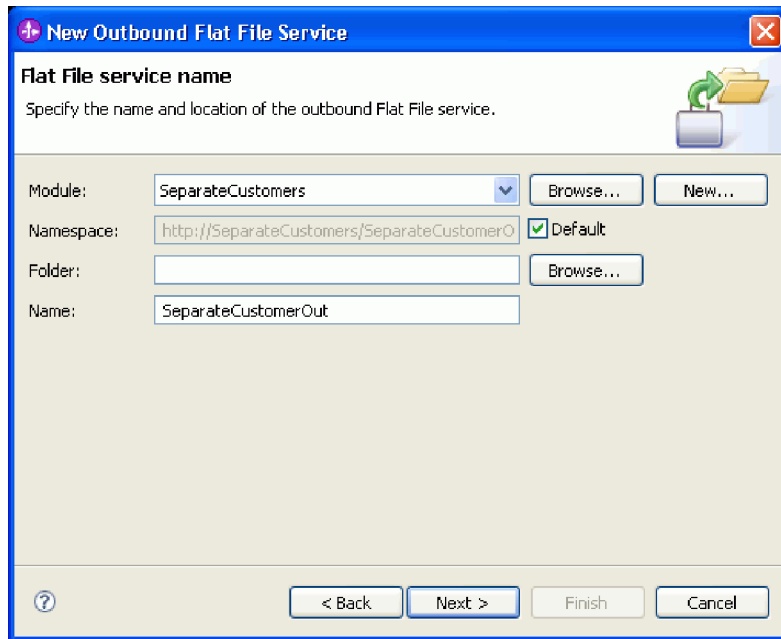 New Outbound Flat File Service
Flat File service name
Specify the name and location of the outbound Flat File service.
Module: SeparateCustomers Browse... New...
Namespace: http://SeparateCustomers/SeparateCustomerO Default
Folder: Browse...
Name: SeparateCustomerOut
? < Back Next > Finish Cancel